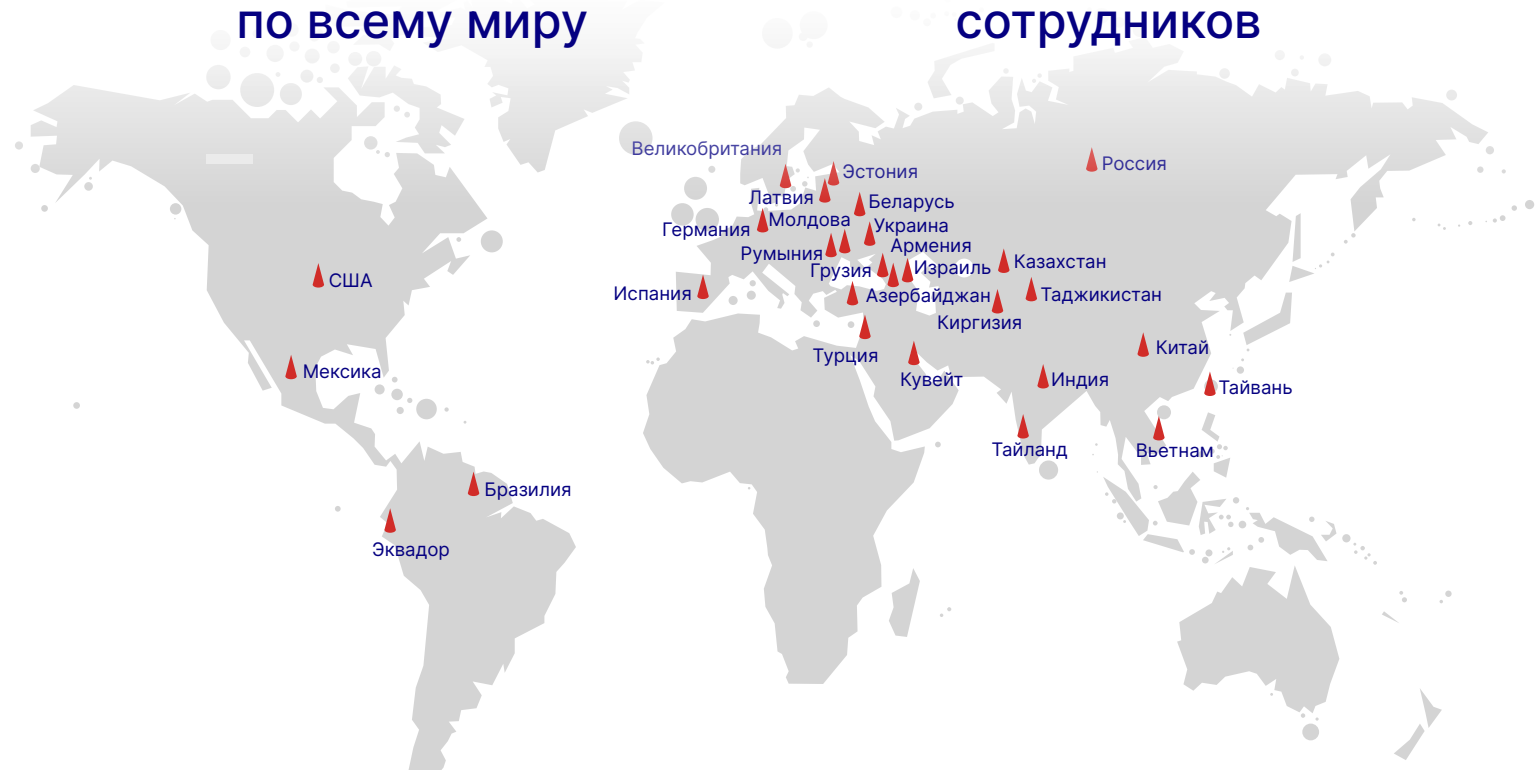 по всему миру
сотрудников
Великобритания
Россия
Эстония
Латвия
Беларусь
Молдова
Украина
Германия
Армения
Румыния
Казахстан
Грузия
Израиль
США
Испания
Азербайджан
Таджикистан
Киргизия
Китай
Турция
Мексика
Кувейт
Индия
Тайвань
Тайланд
Вьетнам
Бразилия
Эквадор